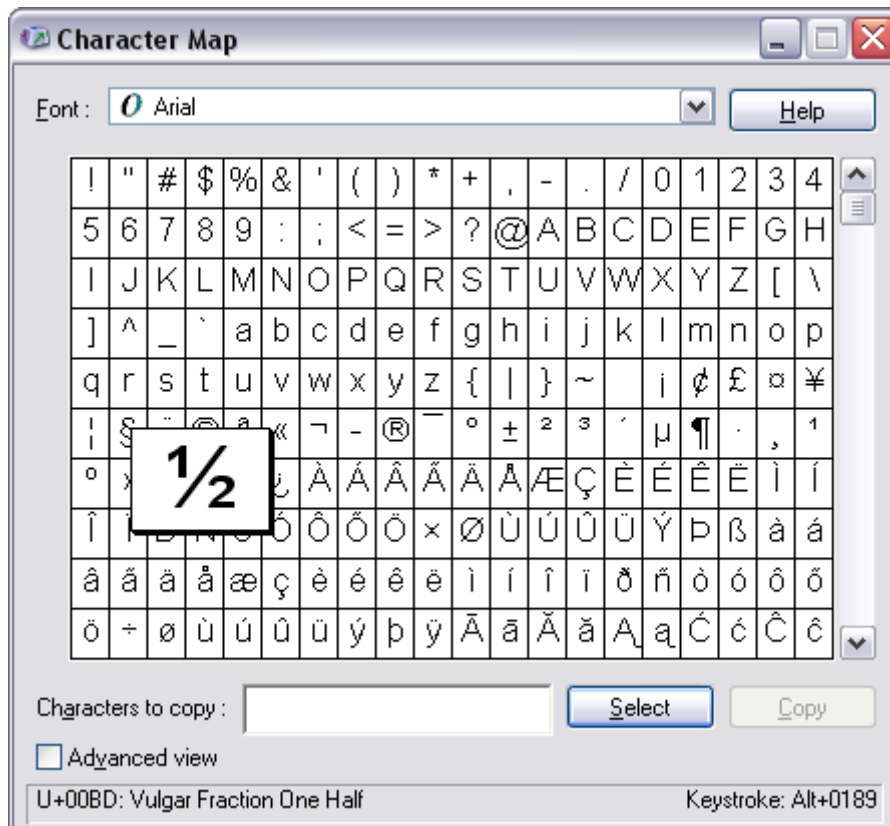 Character Map
Font : O Arial Help
! " # $ % & ' ( ) * + , - . / 0 1 2 3 4
5 6 7 8 9 : ; < = > ? @ A B C D E F G H
I J K L M N O P Q R S T U V W X Y Z [ \
] ^ _ ` a b c d e f g h i j k l m n o p
q r s t u v w x y z { | } ~ ¡ ¢ £ ¤ ¥
¦ § « ¬ - ® ¯ ° ± ² ³ ´ µ ¶ · ¸ ¹
º ½ ¿ À Á Â Ã Ä Å Æ Ç È É Ê Ë Ì Í
Î Ó Ô Õ Ö × Ø Ù Ú Û Ü Ý Þ ß à á
â ã ä å æ ç è é ê ë ì í î ï ð ñ ò ó ô õ
ö ÷ ø ù ú û ü ý þ ÿ Ā ā Ă ă Ą ą Ć ć Ĉ ĉ
Characters to copy : Select Copy
Advanced view
U+00BD: Vulgar Fraction One Half Keystroke: Alt+0189